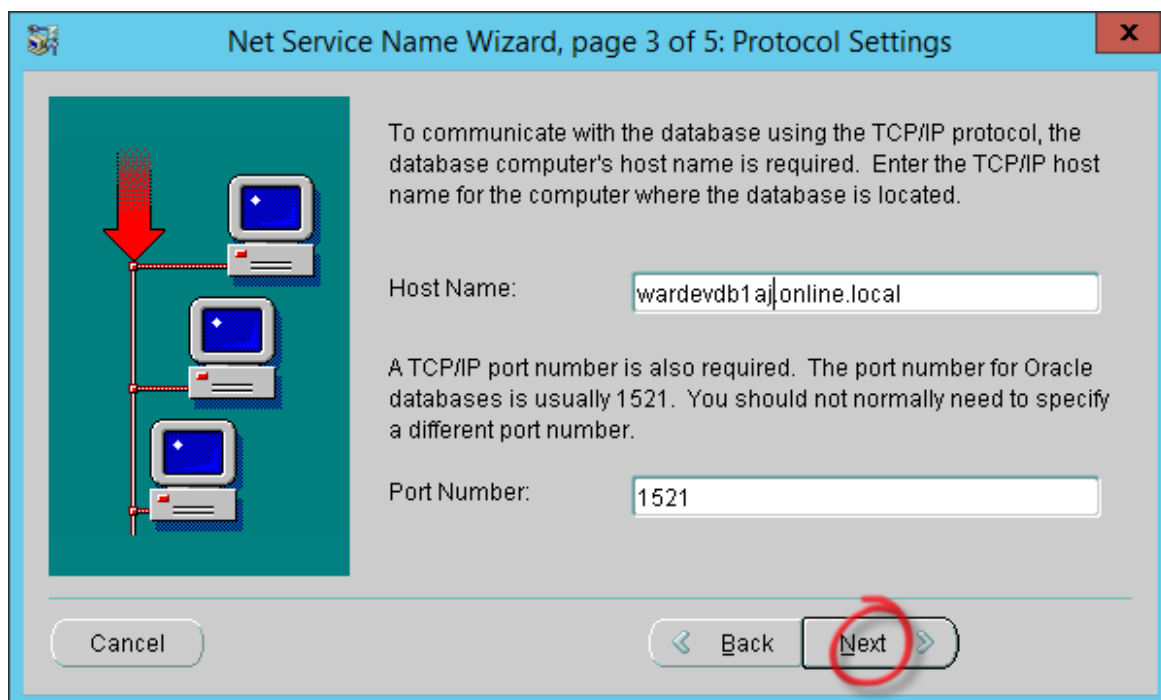 Net Service Name Wizard, page 3 of 5: Protocol Settings
x
To communicate with the database using the TCP/IP protocol, the
database computer's host name is required. Enter the TCP/IP host
name for the computer where the database is located.
Host Name: wardevdb1aj.online.local
A TCP/IP port number is also required. The port number for Oracle
databases is usually 1521. You should not normally need to specify
a different port number.
Port Number: 1521
Cancel Back Next